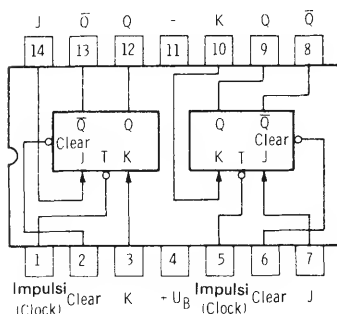 J Q̅ Q - K Q Q̅
14 13 12 11 10 9 8
Q̅ Q Q Q̅
Clear Clear
J T K K T J
1 2 3 4 5 6 7
Impulsi Clear K + U_B Impulsi Clear J
(Clock) (Clock)